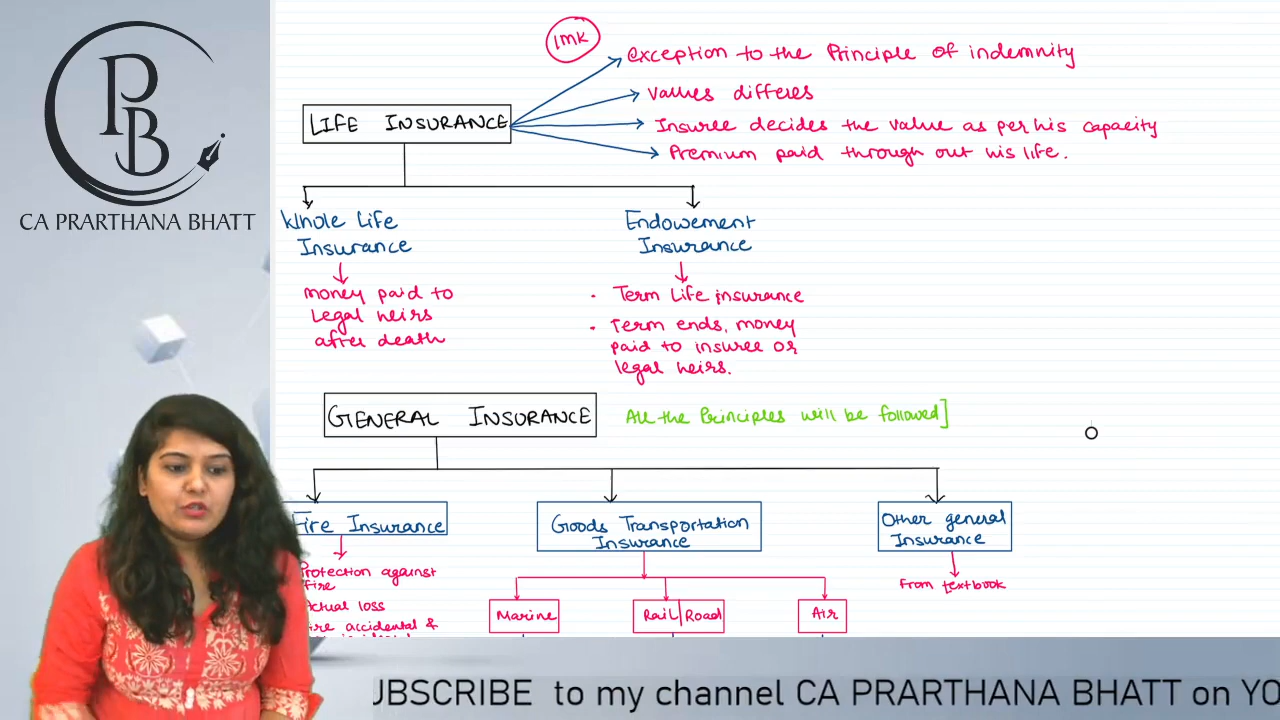 PB
CA PRARTHANA BHATT
1mk
exception to the Principle of indemnity
values differs
LIFE INSURANCE
Insuree decides the value as per his capacity
Premium paid through out his life.
Whole Life
Insurance
Endowement
Insurance
money paid to
legal heirs
after death
· Term Life insurance
· Term ends, money
paid to insuree or
legal heirs.
GENERAL INSURANCE
All the Principles will be followed]
Fire Insurance
Goods Transportation
Insurance
Other general
Insurance
Protection against
fire
From textbook
Actual loss
Marine
Rail/Road
Air
accidental &
UBSCRIBE to my channel CA PRARTHANA BHATT on YO